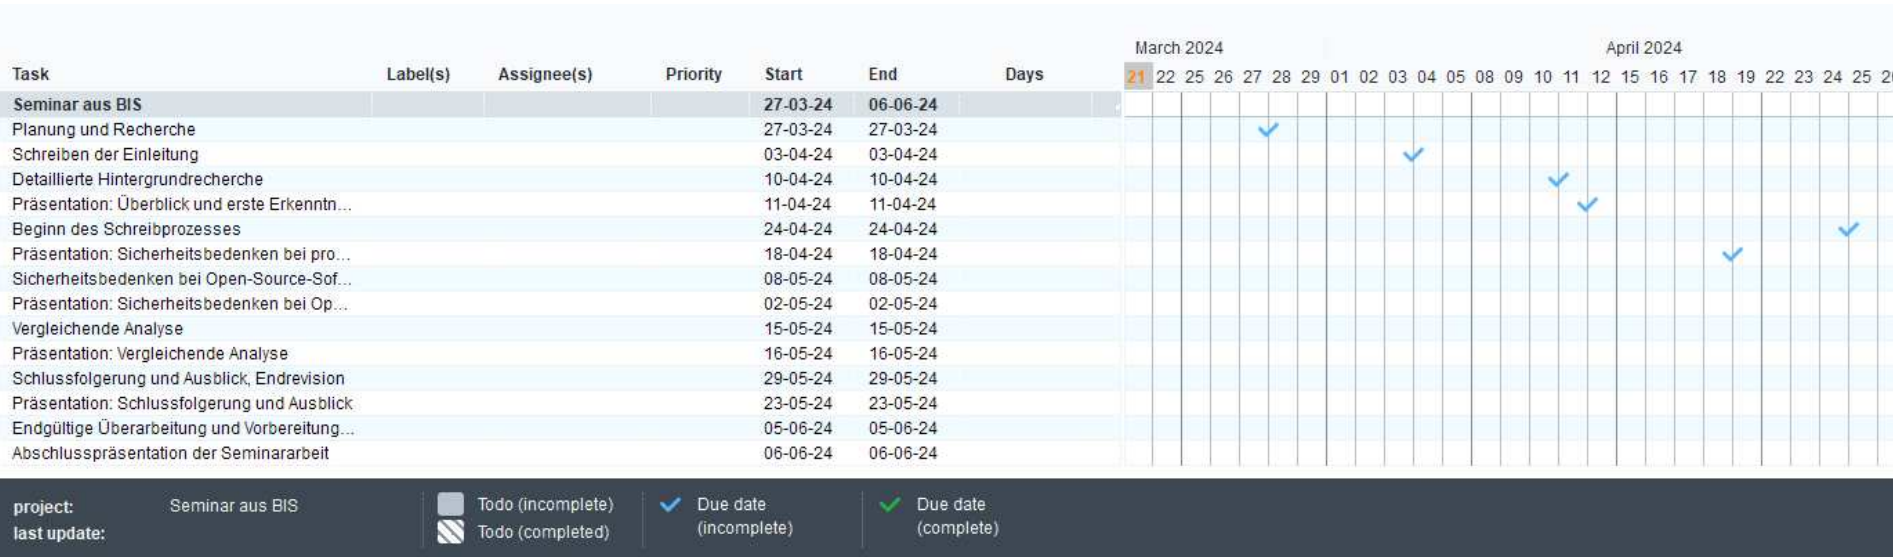 March 2024 April 2024
Task Label(s) Assignee(s) Priority Start End Days 21 22 25 26 27 28 29 01 02 03 04 05 08 09 10 11 12 15 16 17 18 19 22 23 24 25
Seminar aus BIS 27-03-24 06-06-24
Planung und Recherche 27-03-24 27-03-24
Schreiben der Einleitung 03-04-24 03-04-24
Detaillierte Hintergrundrecherche 10-04-24 10-04-24
Präsentation: Überblick und erste Erkenntn... 11-04-24 11-04-24
Beginn des Schreibprozesses 24-04-24 24-04-24
Präsentation: Sicherheitsbedenken bei pro... 18-04-24 18-04-24
Sicherheitsbedenken bei Open-Source-Sof... 08-05-24 08-05-24
Präsentation: Sicherheitsbedenken bei Op... 02-05-24 02-05-24
Vergleichende Analyse 15-05-24 15-05-24
Präsentation: Vergleichende Analyse 16-05-24 16-05-24
Schlussfolgerung und Ausblick, Endrevision 29-05-24 29-05-24
Präsentation: Schlussfolgerung und Ausblick 23-05-24 23-05-24
Endgültige Überarbeitung und Vorbereitung... 05-06-24 05-06-24
Abschlusspräsentation der Seminararbeit 06-06-24 06-06-24
project: Seminar aus BIS
last update:
Todo (incomplete)
Todo (completed)
Due date
(incomplete)
Due date
(complete)